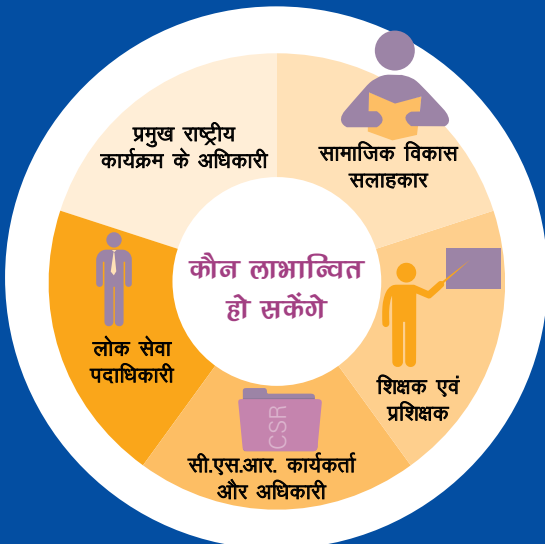 प्रमुख राष्ट्रीय
कार्यक्रम के अधिकारी
सामाजिक विकास
सलाहकार
कौन लाभान्वित
हो सकेंगे
लोक सेवा
पदाधिकारी
शिक्षक एवं
प्रशिक्षक
CSR
सी.एस.आर. कार्यकर्ता
और अधिकारी